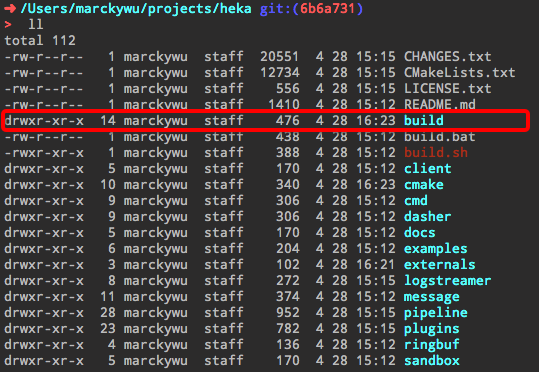 ➜ /Users/marckywu/projects/heka git:(6b6a731)
> ll
total 112
-rw-r--r-- 1 marckywu staff 20551 4 28 15:15 CHANGES.txt
-rw-r--r-- 1 marckywu staff 12734 4 28 15:15 CMakeLists.txt
-rw-r--r-- 1 marckywu staff 556 4 28 15:15 LICENSE.txt
-rw-r--r-- 1 marckywu staff 1410 4 28 15:12 README.md
drwxr-xr-x 14 marckywu staff 476 4 28 16:23 build
-rw-r--r-- 1 marckywu staff 438 4 28 15:12 build.bat
-rwxr-xr-x 1 marckywu staff 388 4 28 15:12 build.sh
drwxr-xr-x 5 marckywu staff 170 4 28 15:12 client
drwxr-xr-x 10 marckywu staff 340 4 28 16:23 cmake
drwxr-xr-x 9 marckywu staff 306 4 28 15:12 cmd
drwxr-xr-x 9 marckywu staff 306 4 28 15:12 dasher
drwxr-xr-x 5 marckywu staff 170 4 28 15:12 docs
drwxr-xr-x 6 marckywu staff 204 4 28 15:12 examples
drwxr-xr-x 3 marckywu staff 102 4 28 16:21 externals
drwxr-xr-x 8 marckywu staff 272 4 28 15:15 logstreamer
drwxr-xr-x 11 marckywu staff 374 4 28 15:12 message
drwxr-xr-x 28 marckywu staff 952 4 28 15:15 pipeline
drwxr-xr-x 23 marckywu staff 782 4 28 15:15 plugins
drwxr-xr-x 4 marckywu staff 136 4 28 15:12 ringbuf
drwxr-xr-x 5 marckywu staff 170 4 28 15:12 sandbox